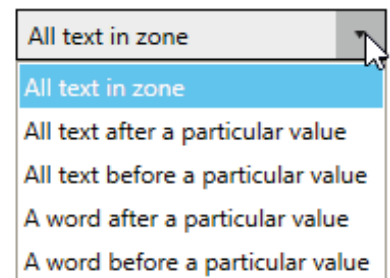 All text in zone
All text in zone
All text after a particular value
All text before a particular value
A word after a particular value
A word before a particular value